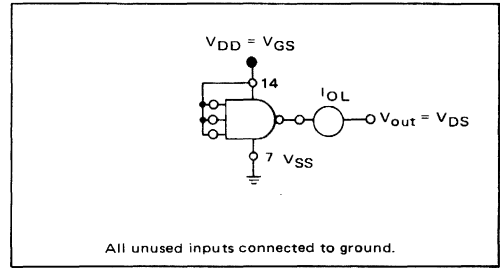 VDD = VGS
14
IOL
Vout = VDS
7 VSS
All unused inputs connected to ground.